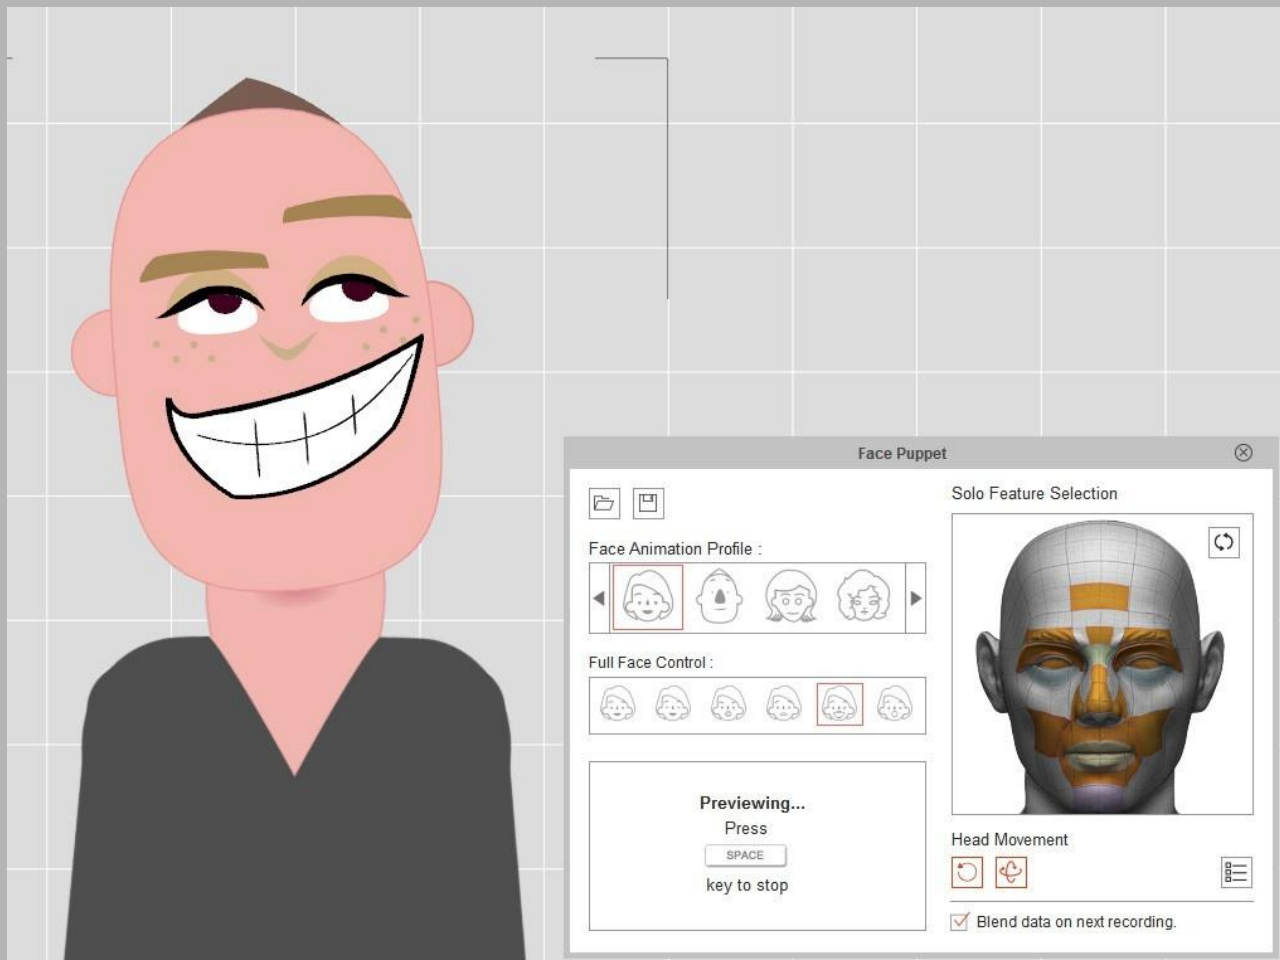 Face Puppet
Solo Feature Selection
Face Animation Profile :
Full Face Control :
Previewing...
Press
SPACE
key to stop
Head Movement
Blend data on next recording.